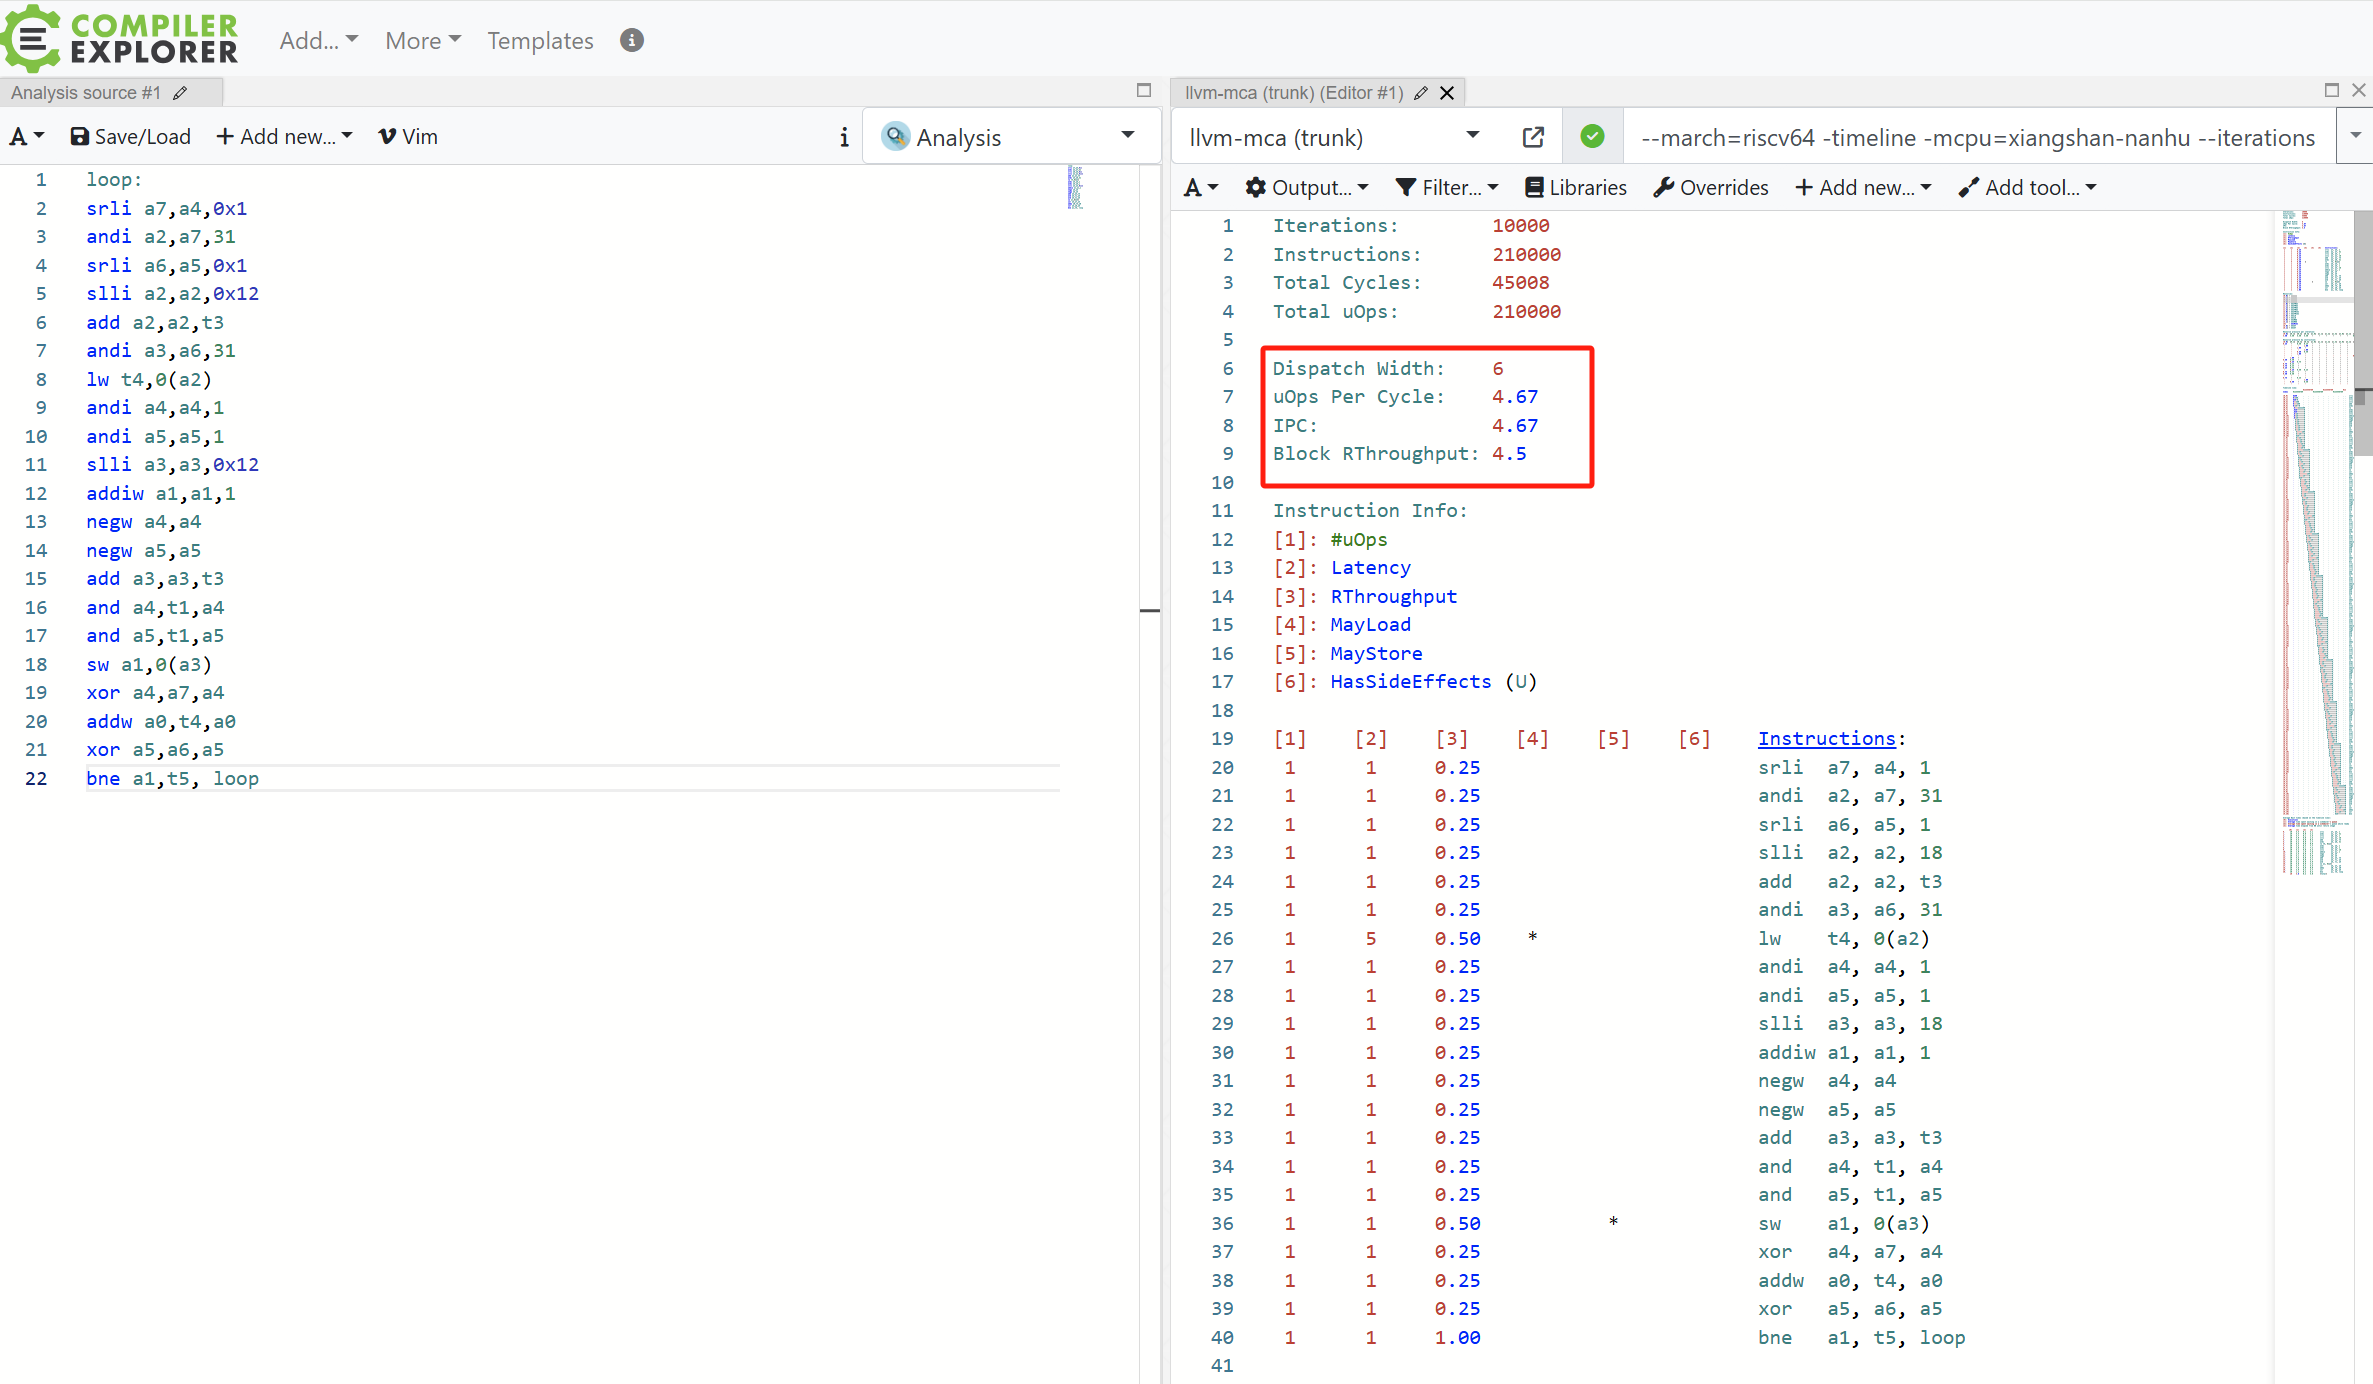 COMPILER
EXPLORER
Add... More Templates
Analysis source #1
A Save/Load + Add new... Vim Analysis
1 loop:
2 srli a7,a4,0x1
3 andi a2,a7,31
4 srli a6,a5,0x1
5 slli a2,a2,0x12
6 add a2,a2,t3
7 andi a3,a6,31
8 lw t4,0(a2)
9 andi a4,a4,1
10 andi a5,a5,1
11 slli a3,a3,0x12
12 addiw a1,a1,1
13 negw a4,a4
14 negw a5,a5
15 add a3,a3,t3
16 and a4,t1,a4
17 and a5,t1,a5
18 sw a1,0(a3)
19 xor a4,a7,a4
20 addw a0,t4,a0
21 xor a5,a6,a5
22 bne a1,t5, loop
llvm-mca (trunk) (Editor #1)
llvm-mca (trunk) --march=riscv64 -timeline -mcpu=xiangshan-nanhu --iterations
A Output... Filter... Libraries Overrides + Add new... Add tool...
1 Iterations: 10000
2 Instructions: 210000
3 Total Cycles: 45008
4 Total uOps: 210000
5
6 Dispatch Width: 6
7 uOps Per Cycle: 4.67
8 IPC: 4.67
9 Block RThroughput: 4.5
10
11 Instruction Info:
12 [1]: #uOps
13 [2]: Latency
14 [3]: RThroughput
15 [4]: MayLoad
16 [5]: MayStore
17 [6]: HasSideEffects (U)
18
19 [1] [2] [3] [4] [5] [6] Instructions:
20 1 1 0.25 srli a7, a4, 1
21 1 1 0.25 andi a2, a7, 31
22 1 1 0.25 srli a6, a5, 1
23 1 1 0.25 slli a2, a2, 18
24 1 1 0.25 add a2, a2, t3
25 1 1 0.25 andi a3, a6, 31
26 1 5 0.50 * lw t4, 0(a2)
27 1 1 0.25 andi a4, a4, 1
28 1 1 0.25 andi a5, a5, 1
29 1 1 0.25 slli a3, a3, 18
30 1 1 0.25 addiw a1, a1, 1
31 1 1 0.25 negw a4, a4
32 1 1 0.25 negw a5, a5
33 1 1 0.25 add a3, a3, t3
34 1 1 0.25 and a4, t1, a4
35 1 1 0.25 and a5, t1, a5
36 1 1 0.50 * sw a1, 0(a3)
37 1 1 0.25 xor a4, a7, a4
38 1 1 0.25 addw a0, t4, a0
39 1 1 0.25 xor a5, a6, a5
40 1 1 1.00 bne a1, t5, loop
41